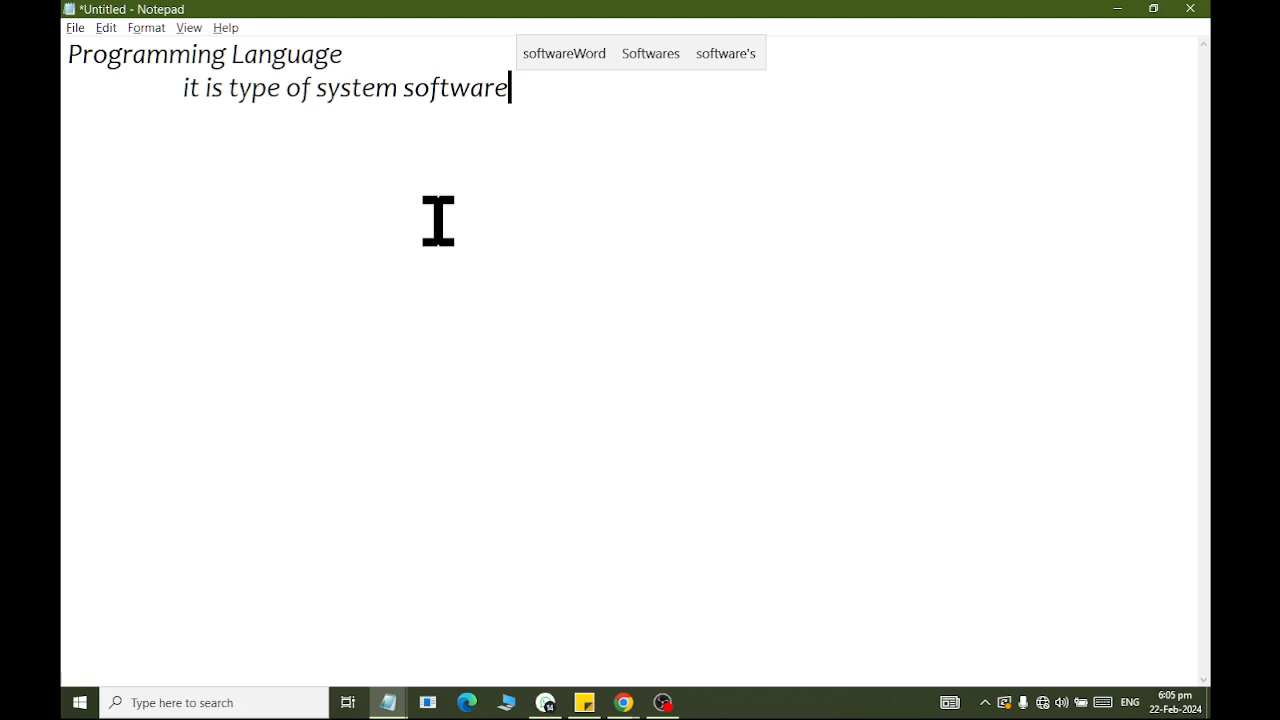 *Untitled - Notepad
File Edit Format View Help
Programming Language
softwareWord Softwares software's
it is type of system software
Type here to search
ENG
6:05 pm
22-Feb-2024